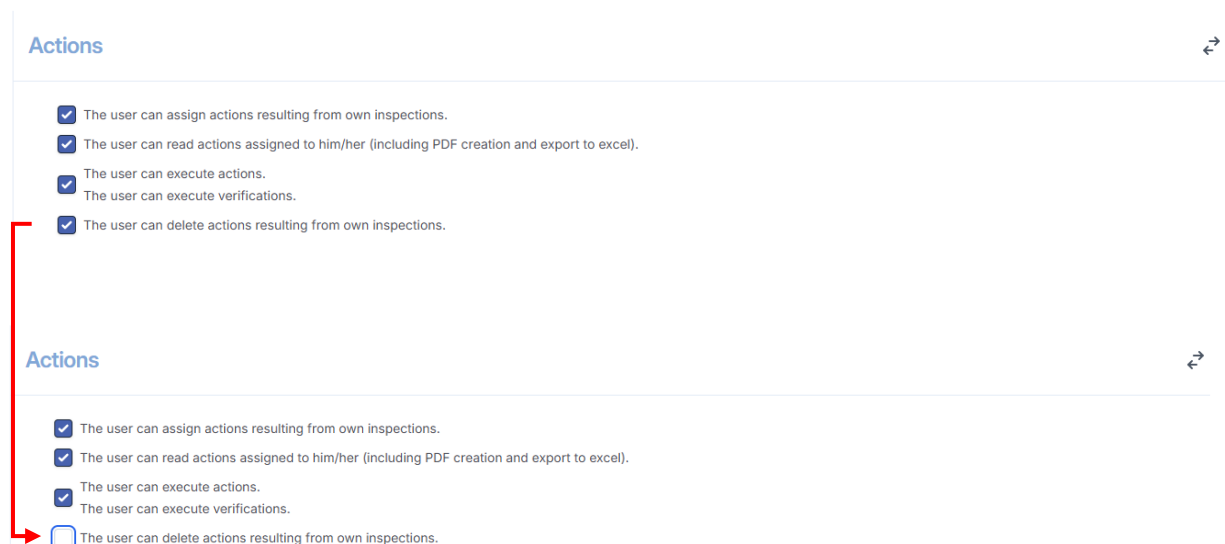 Actions
The user can assign actions resulting from own inspections.
The user can read actions assigned to him/her (including PDF creation and export to excel).
The user can execute actions.
The user can execute verifications.
The user can delete actions resulting from own inspections.
Actions
The user can assign actions resulting from own inspections.
The user can read actions assigned to him/her (including PDF creation and export to excel).
The user can execute actions.
The user can execute verifications.
The user can delete actions resulting from own inspections.